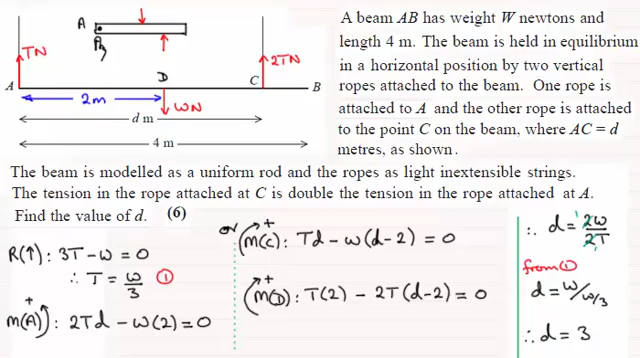 A beam AB has weight W newtons and
length 4 m. The beam is held in equilibrium
in a horizontal position by two vertical
ropes attached to the beam. One rope is
attached to A and the other rope is attached
to the point C on the beam, where AC = d
metres, as shown.
A
TN
2TN
D
A
C
B
2m
WN
d m
4 m
The beam is modelled as a uniform rod and the ropes as light inextensible strings.
The tension in the rope attached at C is double the tension in the rope attached at A.
Find the value of d. (6)
R(↑): 3T - W = 0
∴ T = W/3 ①
M(A): 2Td - W(2) = 0
or M(C): Td - W(d-2) = 0
M(D): T(2) - 2T(d-2) = 0
∴ d = 2W/2T
from ①
d = W/W/3
∴ d = 3